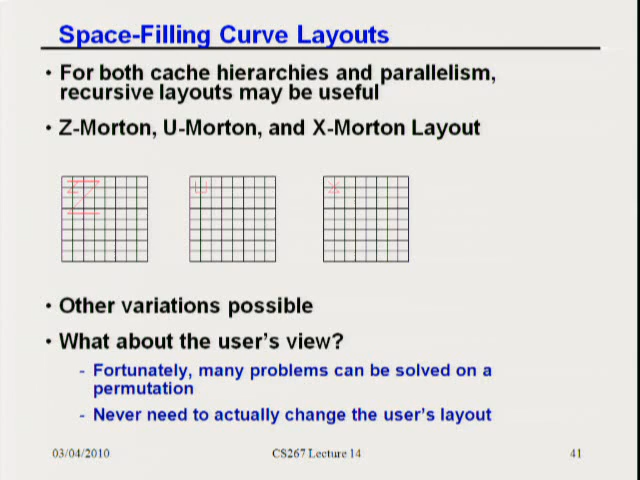 Space-Filling Curve Layouts
• For both cache hierarchies and parallelism,
recursive layouts may be useful
• Z-Morton, U-Morton, and X-Morton Layout
• Other variations possible
• What about the user's view?
- Fortunately, many problems can be solved on a
permutation
- Never need to actually change the user's layout
03/04/2010 CS267 Lecture 14 41